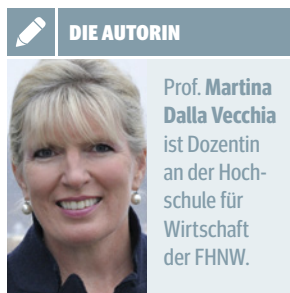 DIE AUTORIN
Prof. Martina
Dalla Vecchia
ist Dozentin
an der Hoch-
schule für
Wirtschaft
der FHNW.